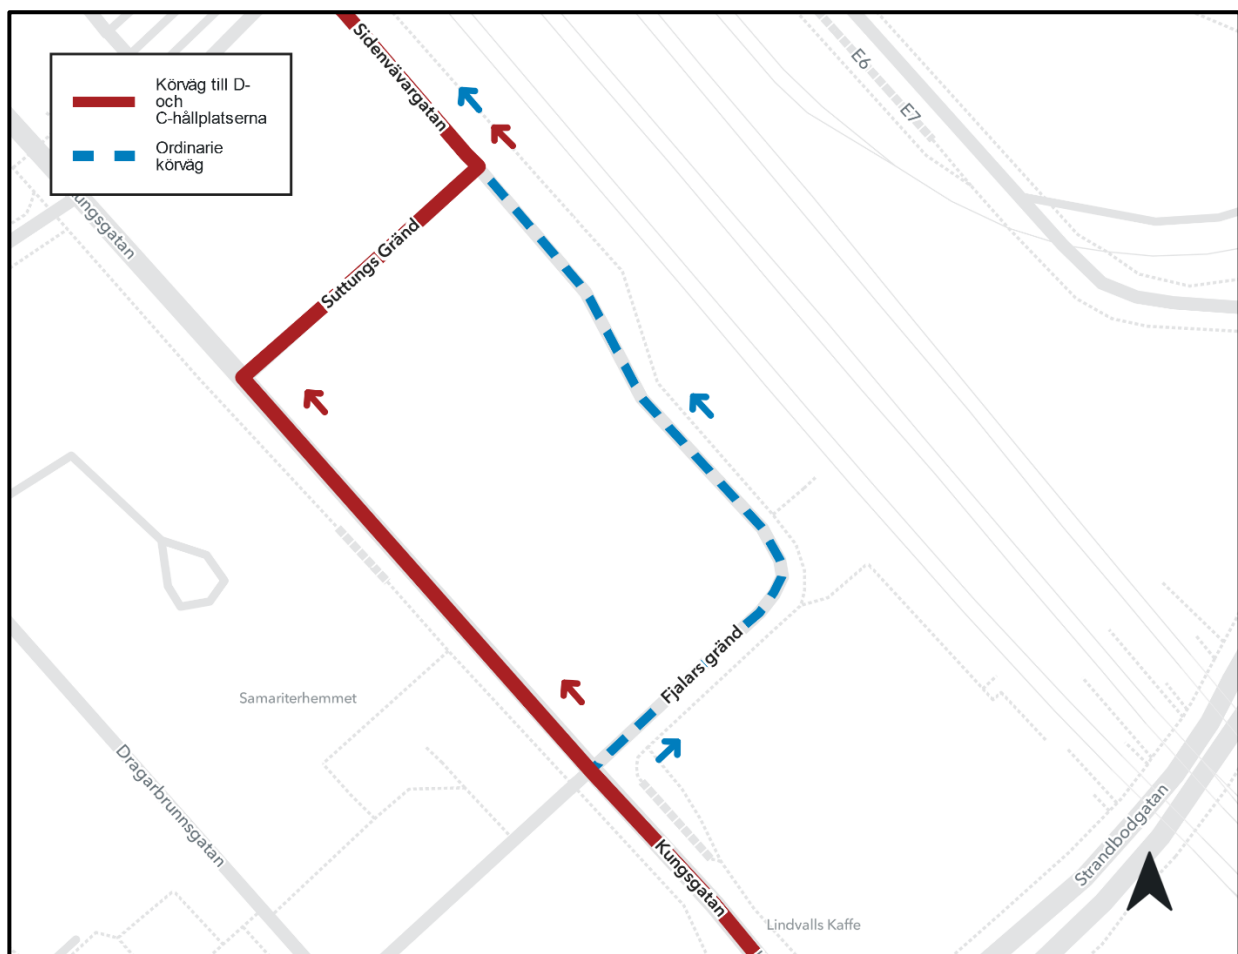 Sidenvävargatan
Körväg till D-
och
C-hållplatserna
Ordinarie
körväg
E6
E7
ungsgatan
Suttungs Gränd
Fjalars gränd
Samariterhemmet
Dragarbrunnsgatan
Kungsgatan
Strandbodgatan
Lindvalls Kaffe